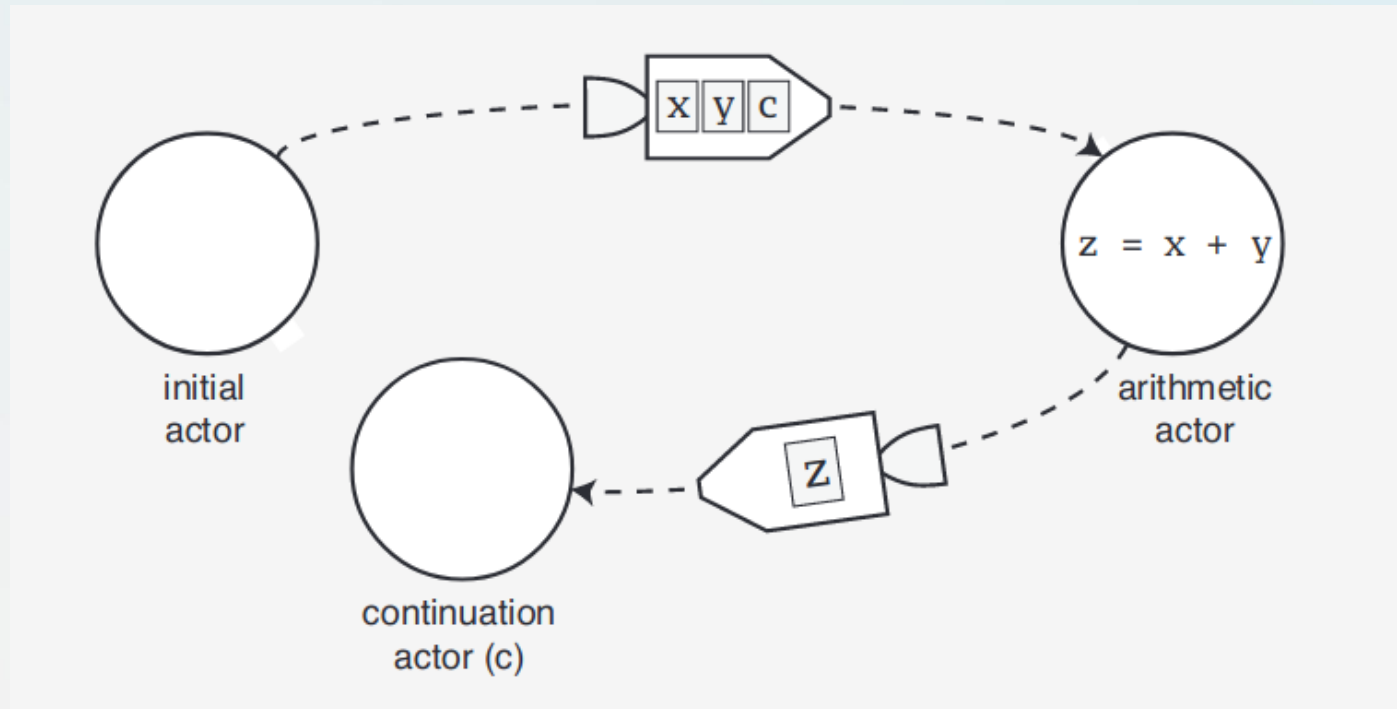 x y c
z = x + y
initial
actor
arithmetic
actor
z
continuation
actor (c)